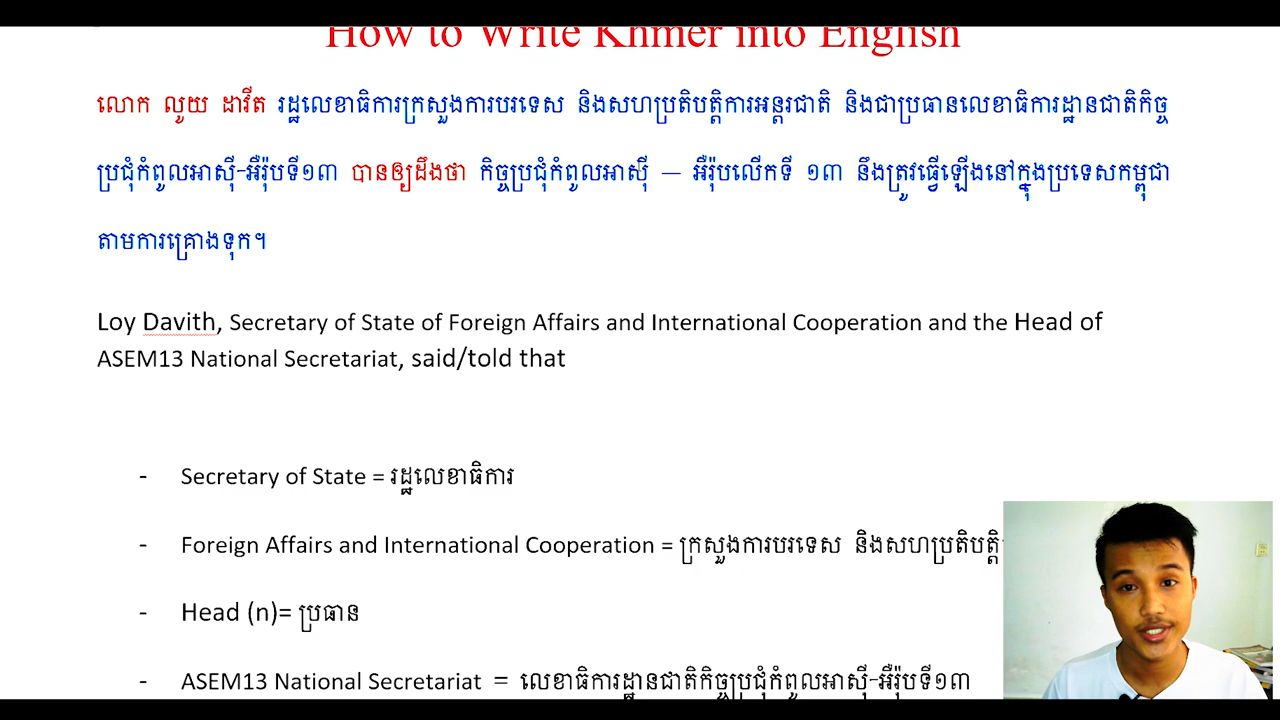 How to Write Khmer into English
លោក លូយ ដាវីត រដ្ឋលេខាធិការក្រសួងការបរទេស និងសហប្រតិបត្តិការអន្តរជាតិ និងជាប្រធានលេខាធិការដ្ឋានជាតិកិច្ច
ប្រជុំកំពូលអាស៊ី-អឺរ៉ុបទី១៣ បានឲ្យដឹងថា កិច្ចប្រជុំកំពូលអាស៊ី – អឺរ៉ុបលើកទី ១៣ នឹងត្រូវធ្វើឡើងនៅក្នុងប្រទេសកម្ពុជា
តាមការគ្រោងទុក។
Loy Davith, Secretary of State of Foreign Affairs and International Cooperation and the Head of
ASEM13 National Secretariat, said/told that
- Secretary of State = រដ្ឋលេខាធិការ
- Foreign Affairs and International Cooperation = ក្រសួងការបរទេស និងសហប្រតិបត្តិ
- Head (n)= ប្រធាន
- ASEM13 National Secretariat = លេខាធិការដ្ឋានជាតិកិច្ចប្រជុំកំពូលអាស៊ី-អឺរ៉ុបទី១៣